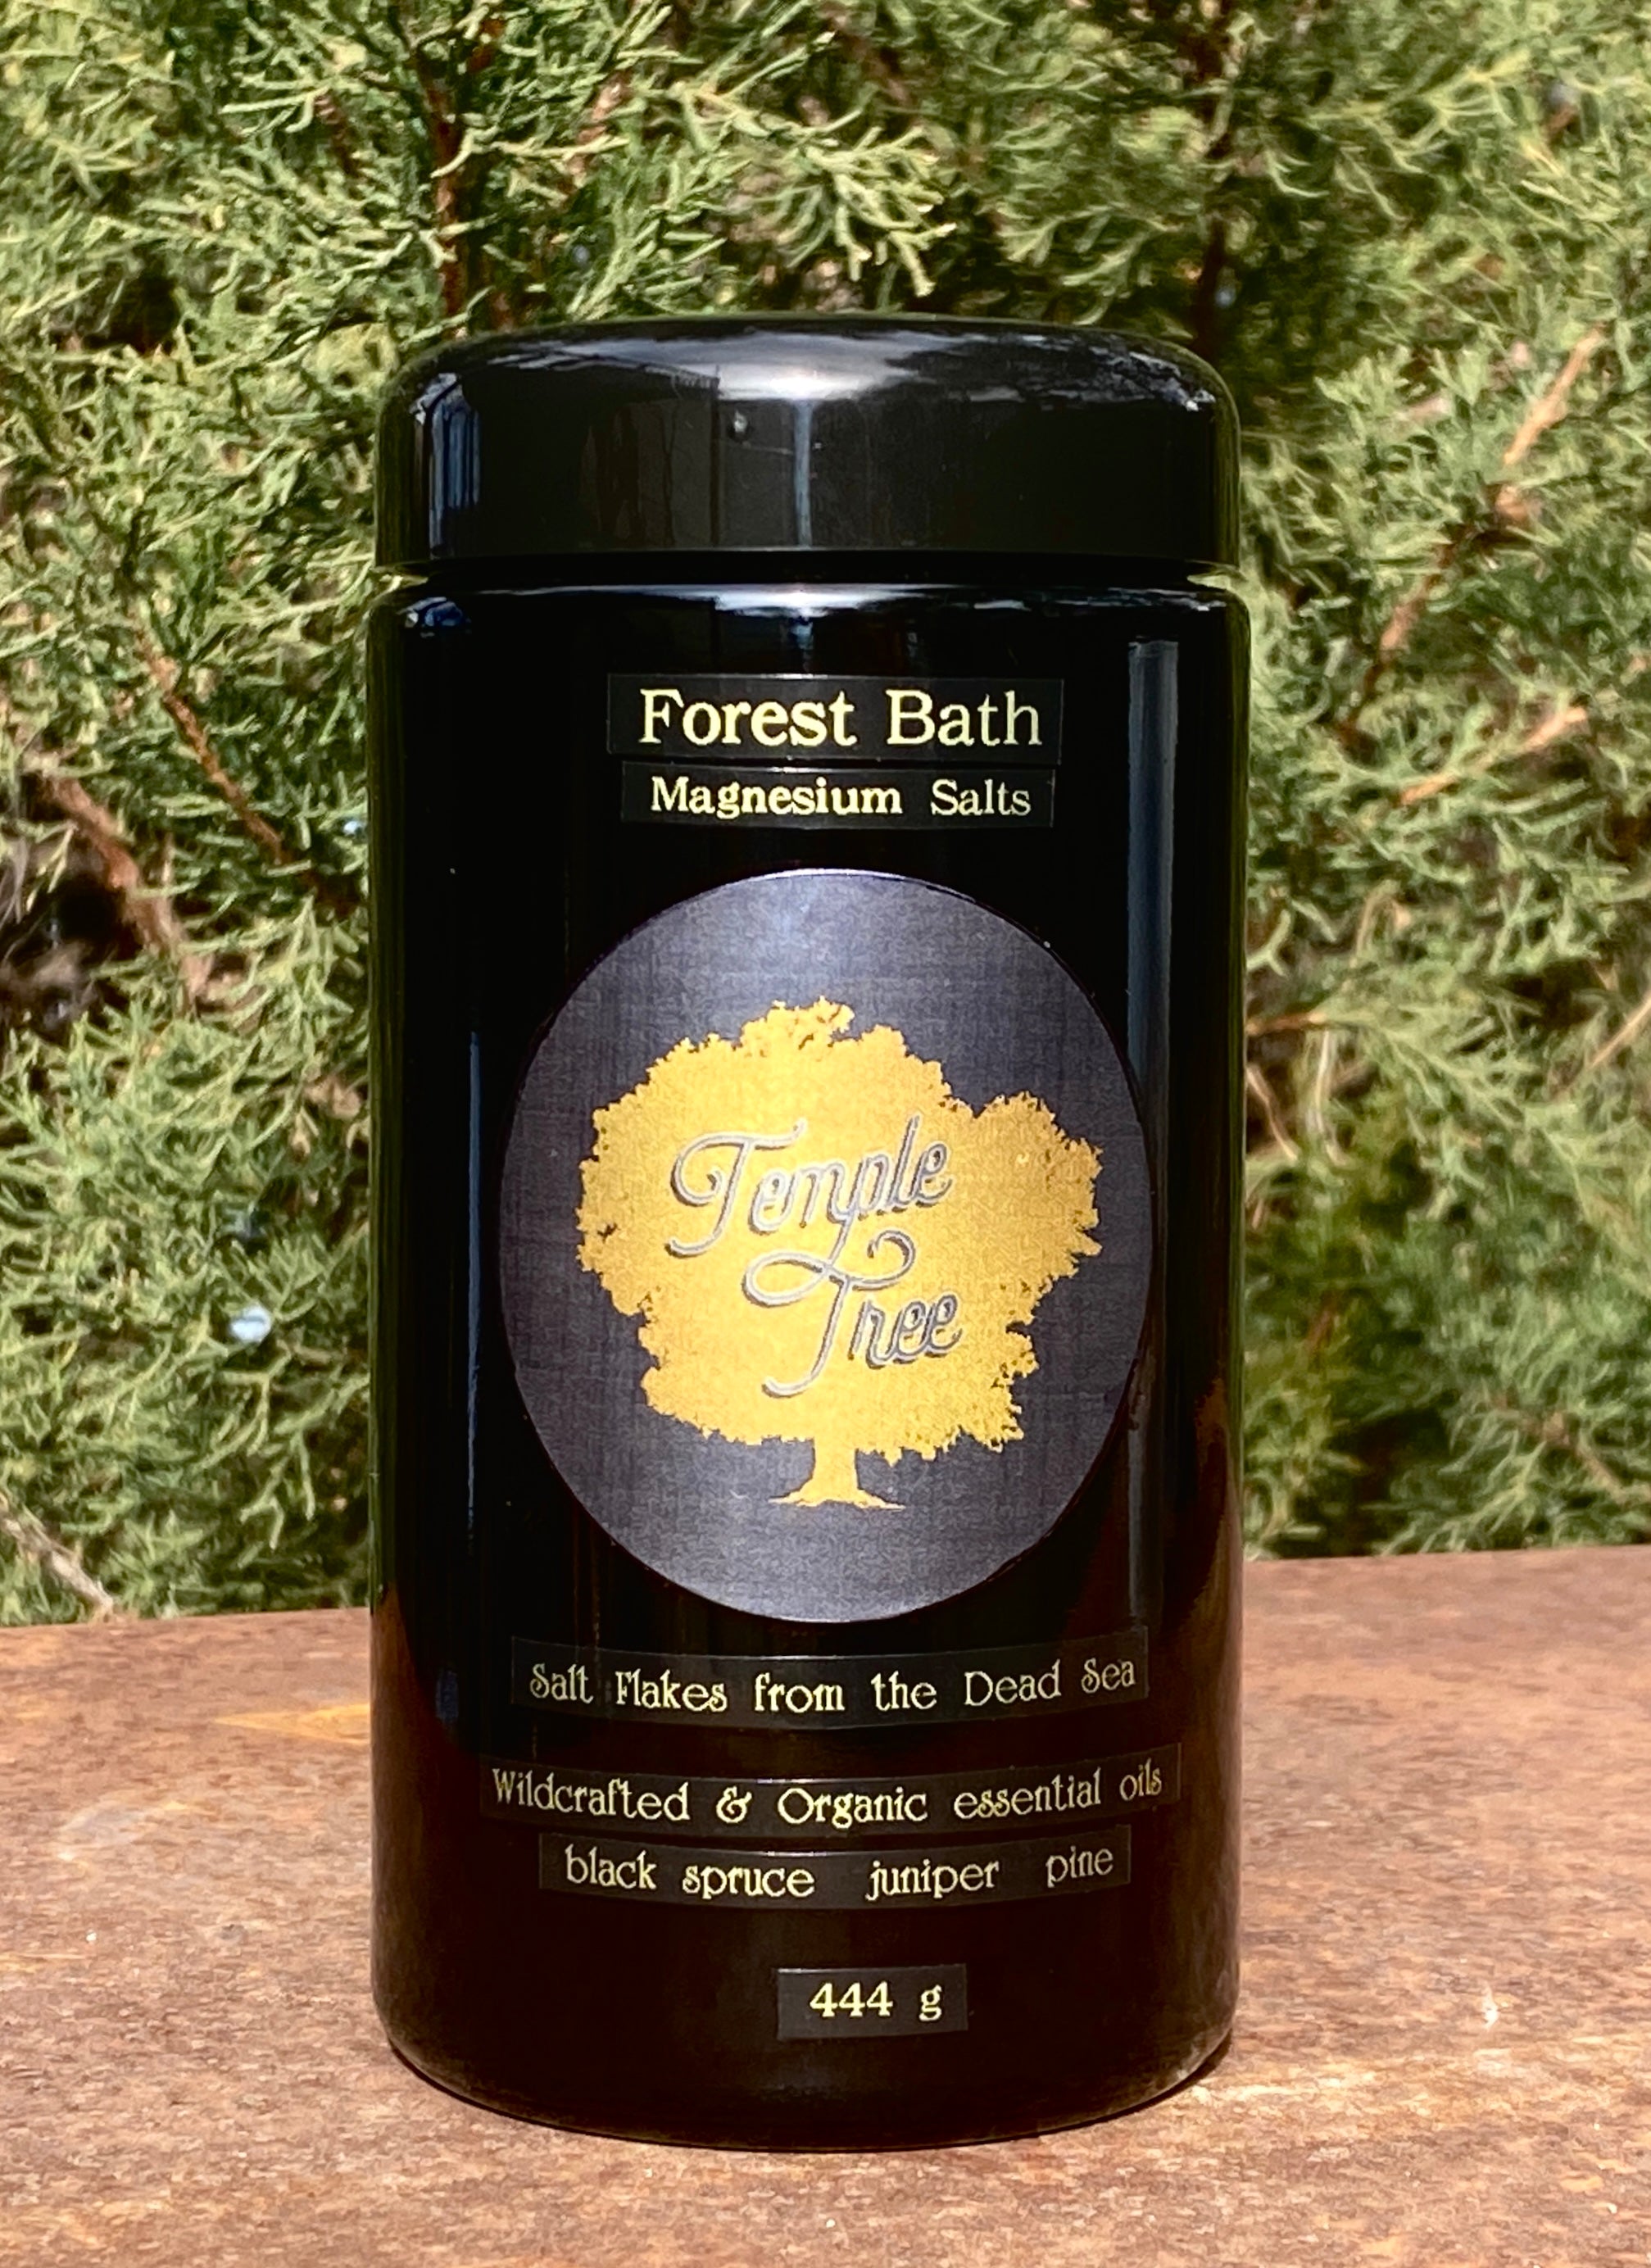 Forest Bath
Magnesium Salts
Temple
Tree
Salt Flakes from the Dead Sea
Wildcrafted & Organic essential oils
black spruce juniper pine
444 g